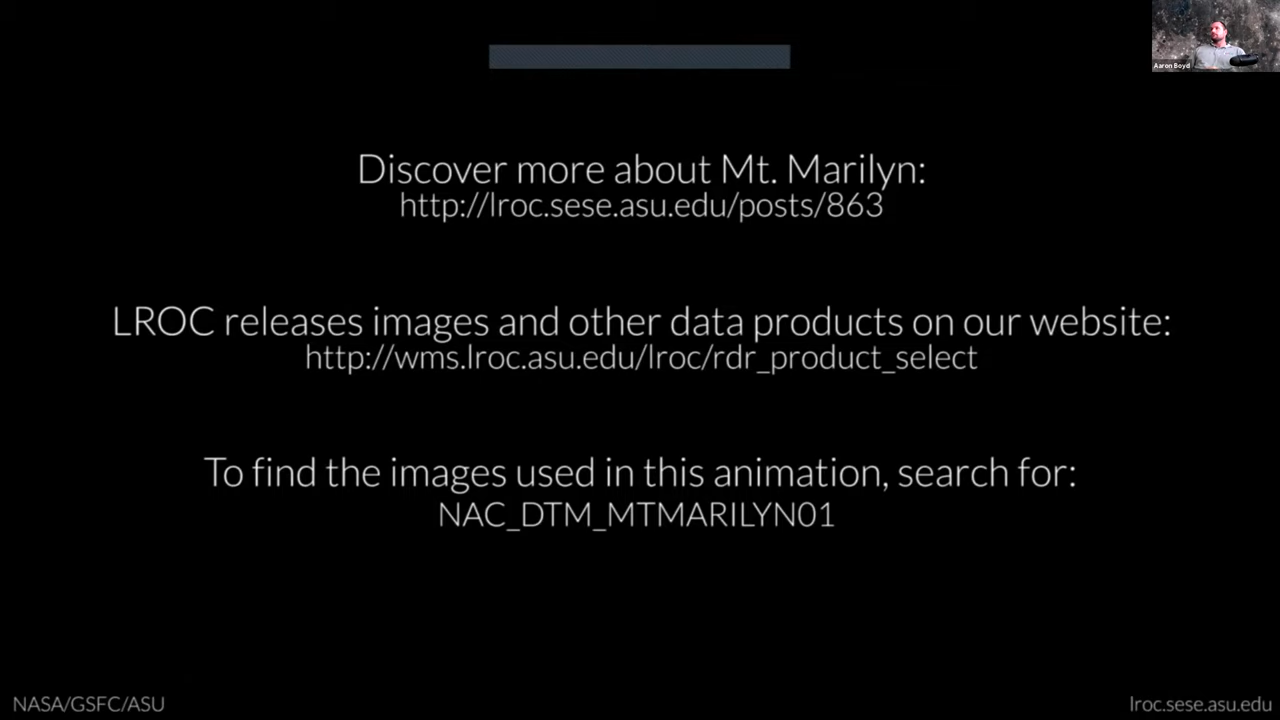 Aaron Boyd
Discover more about Mt. Marilyn:
http://lroc.sese.asu.edu/posts/863
LROC releases images and other data products on our website:
http://wms.lroc.asu.edu/lroc/rdr_product_select
To find the images used in this animation, search for:
NAC_DTM_MTMARILYN01
NASA/GSFC/ASU
lroc.sese.asu.edu